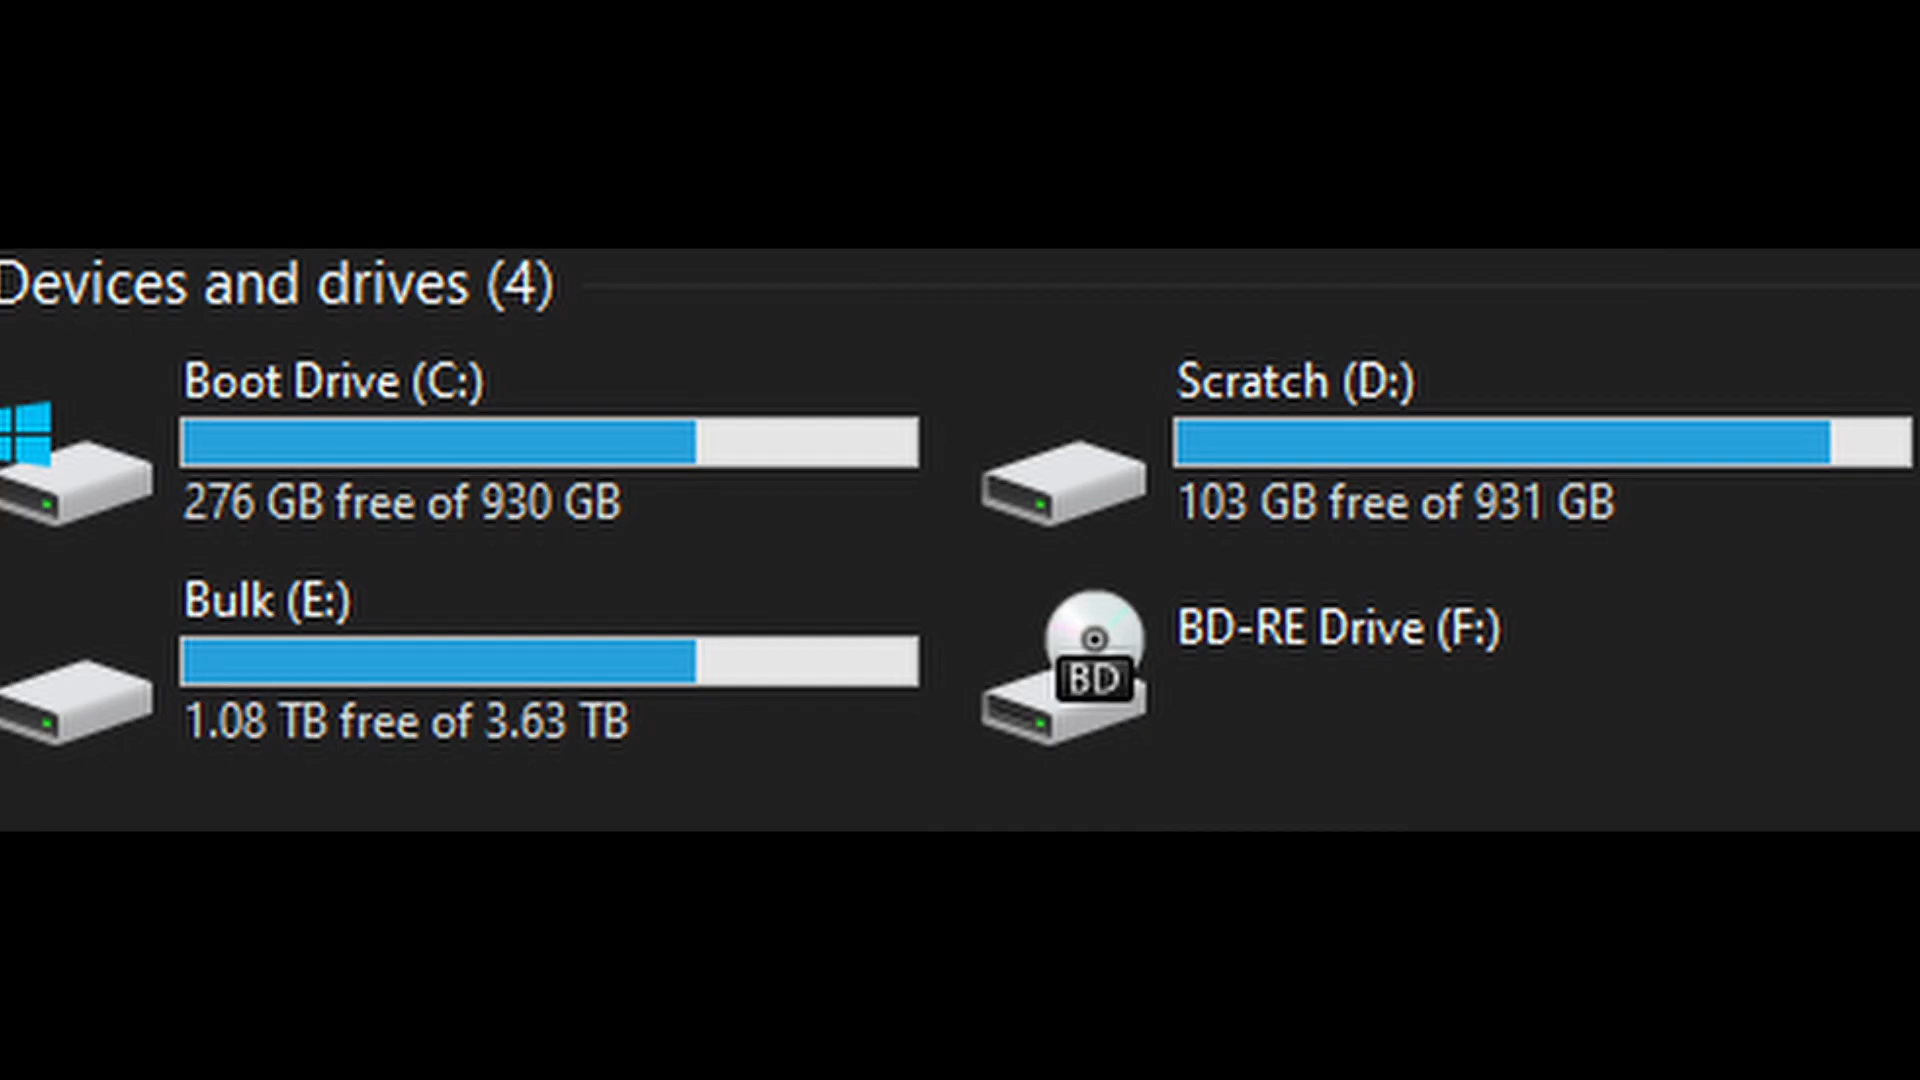 Devices and drives (4)
Boot Drive (C:)
276 GB free of 930 GB
Scratch (D:)
103 GB free of 931 GB
Bulk (E:)
1.08 TB free of 3.63 TB
BD-RE Drive (F:)
BD